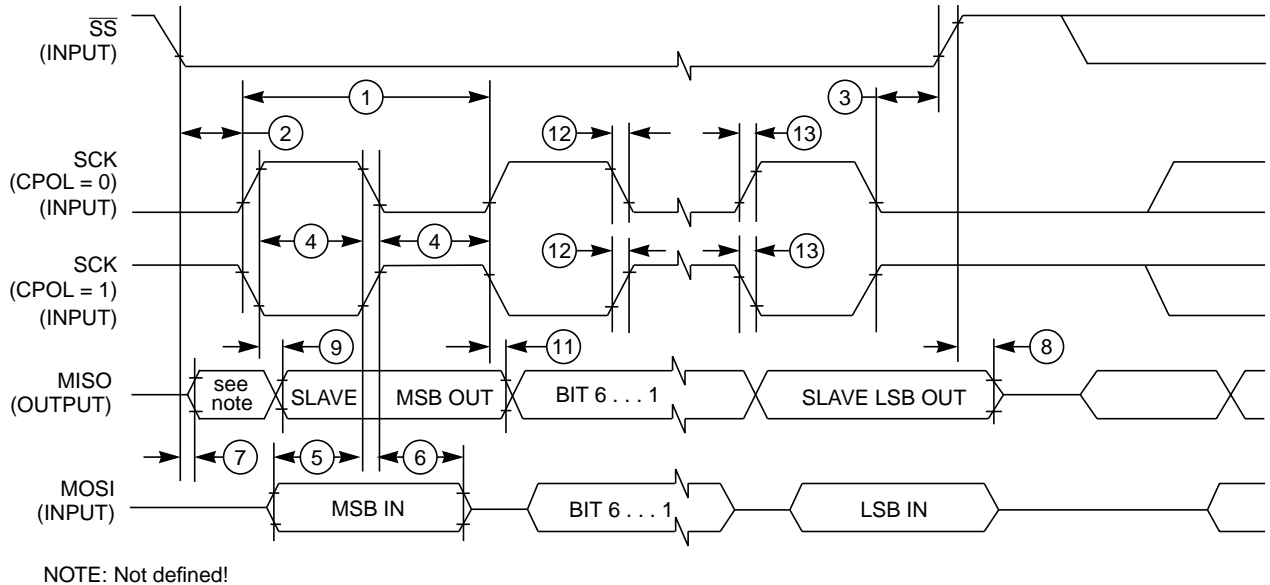 SS
(INPUT)
1
3
2
12
13
SCK
(CPOL = 0)
(INPUT)
4
4
12
13
SCK
(CPOL = 1)
(INPUT)
9
11
8
MISO
(OUTPUT)
see
note
SLAVE
MSB OUT
BIT 6 . . . 1
SLAVE LSB OUT
7
5
6
MOSI
(INPUT)
MSB IN
BIT 6 . . . 1
LSB IN
NOTE: Not defined!